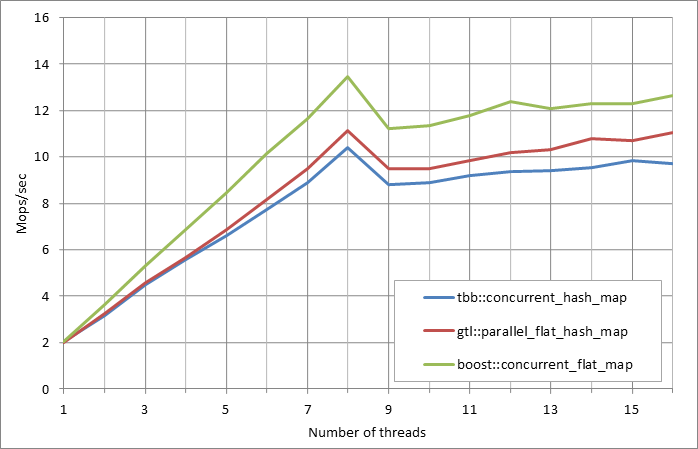 16
14
12
10
8
6
4
2
0
Mops/sec
tbb::concurrent_hash_map
gtl::parallel_flat_hash_map
boost::concurrent_flat_map
1 3 5 7 9 11 13 15
Number of threads